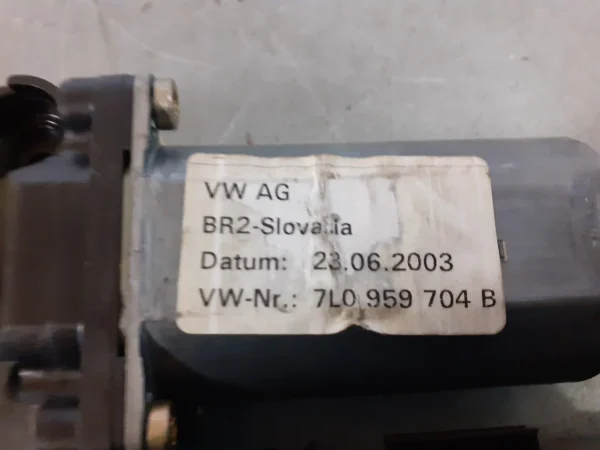 VW AG
BR2-Slovakia
Datum: 23.06.2003
VW-Nr.: 7L0 959 704 B